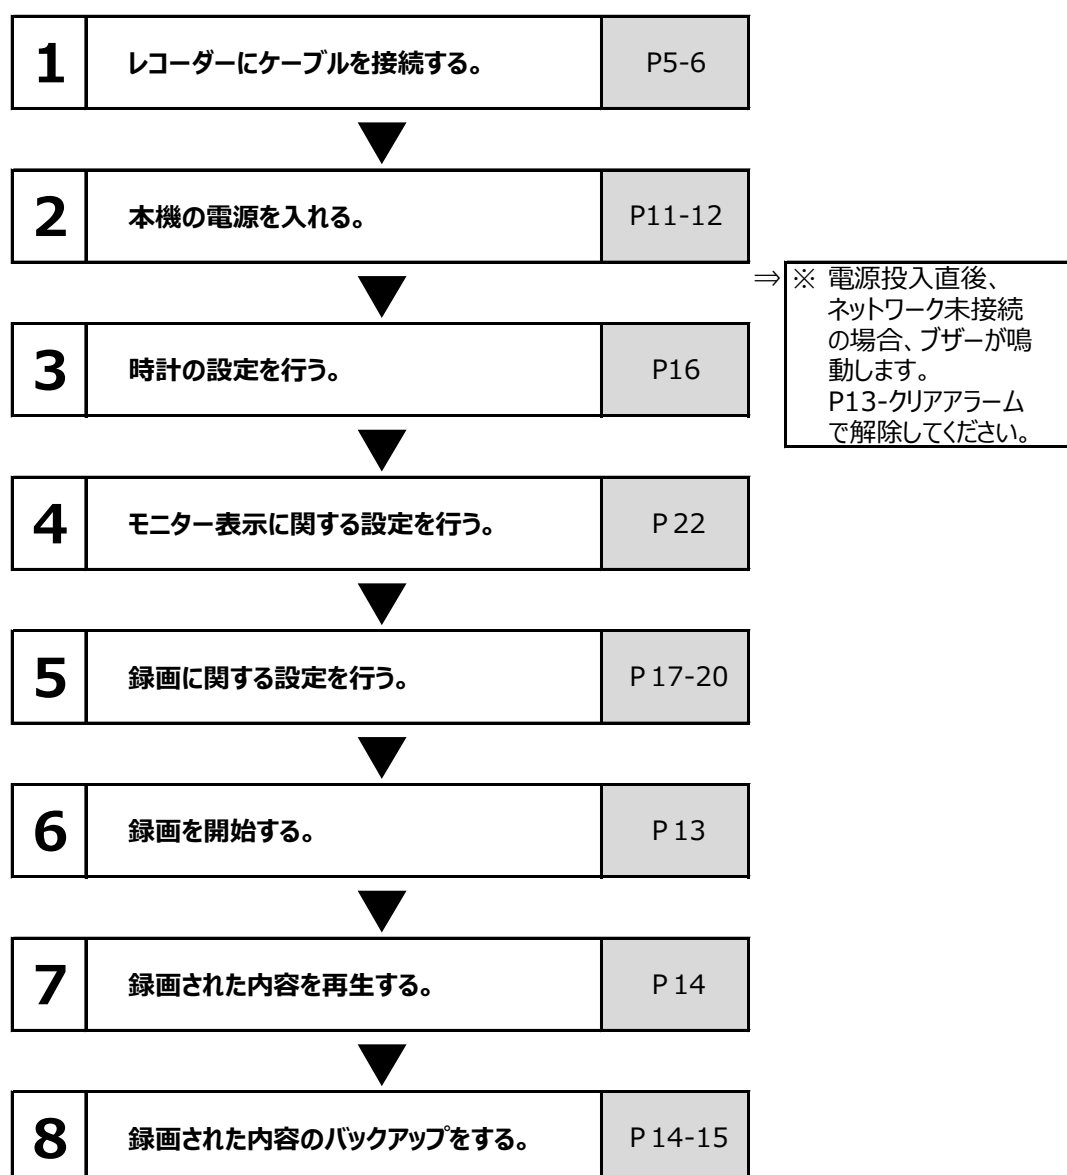 1 レコーダーにケーブルを接続する。 P5-6
2 本機の電源を入れる。 P11-12
⇒ ※ 電源投入直後、
ネットワーク未接続
の場合、ブザーが鳴
動します。
P13-クリアアラーム
で解除してください。
3 時計の設定を行う。 P16
4 モニター表示に関する設定を行う。 P 22
5 録画に関する設定を行う。 P 17-20
6 録画を開始する。 P 13
7 録画された内容を再生する。 P 14
8 録画された内容のバックアップをする。 P 14-15